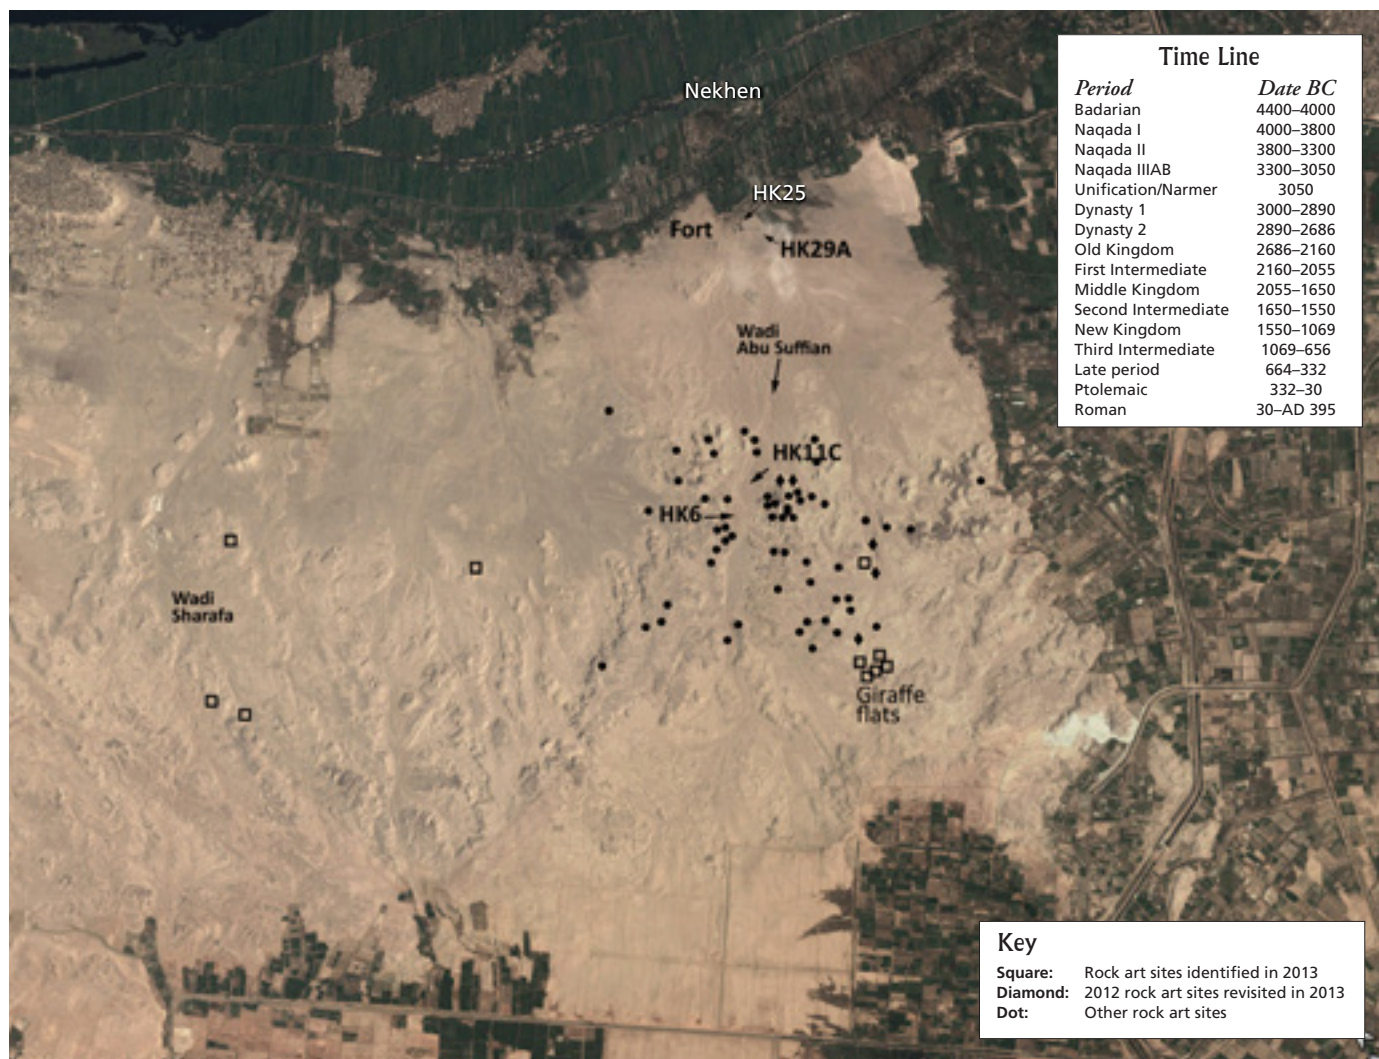 Nekhen
HK25
Fort
HK29A
Wadi
Abu Suffian
HK11C
HK6
Wadi
Sharafa
Giraffe
flats
Time Line
Period Date BC
Badarian 4400–4000
Naqada I 4000–3800
Naqada II 3800–3300
Naqada IIIAB 3300–3050
Unification/Narmer 3050
Dynasty 1 3000–2890
Dynasty 2 2890–2686
Old Kingdom 2686–2160
First Intermediate 2160–2055
Middle Kingdom 2055–1650
Second Intermediate 1650–1550
New Kingdom 1550–1069
Third Intermediate 1069–656
Late period 664–332
Ptolemaic 332–30
Roman 30–AD 395
Key
Square: Rock art sites identified in 2013
Diamond: 2012 rock art sites revisited in 2013
Dot: Other rock art sites